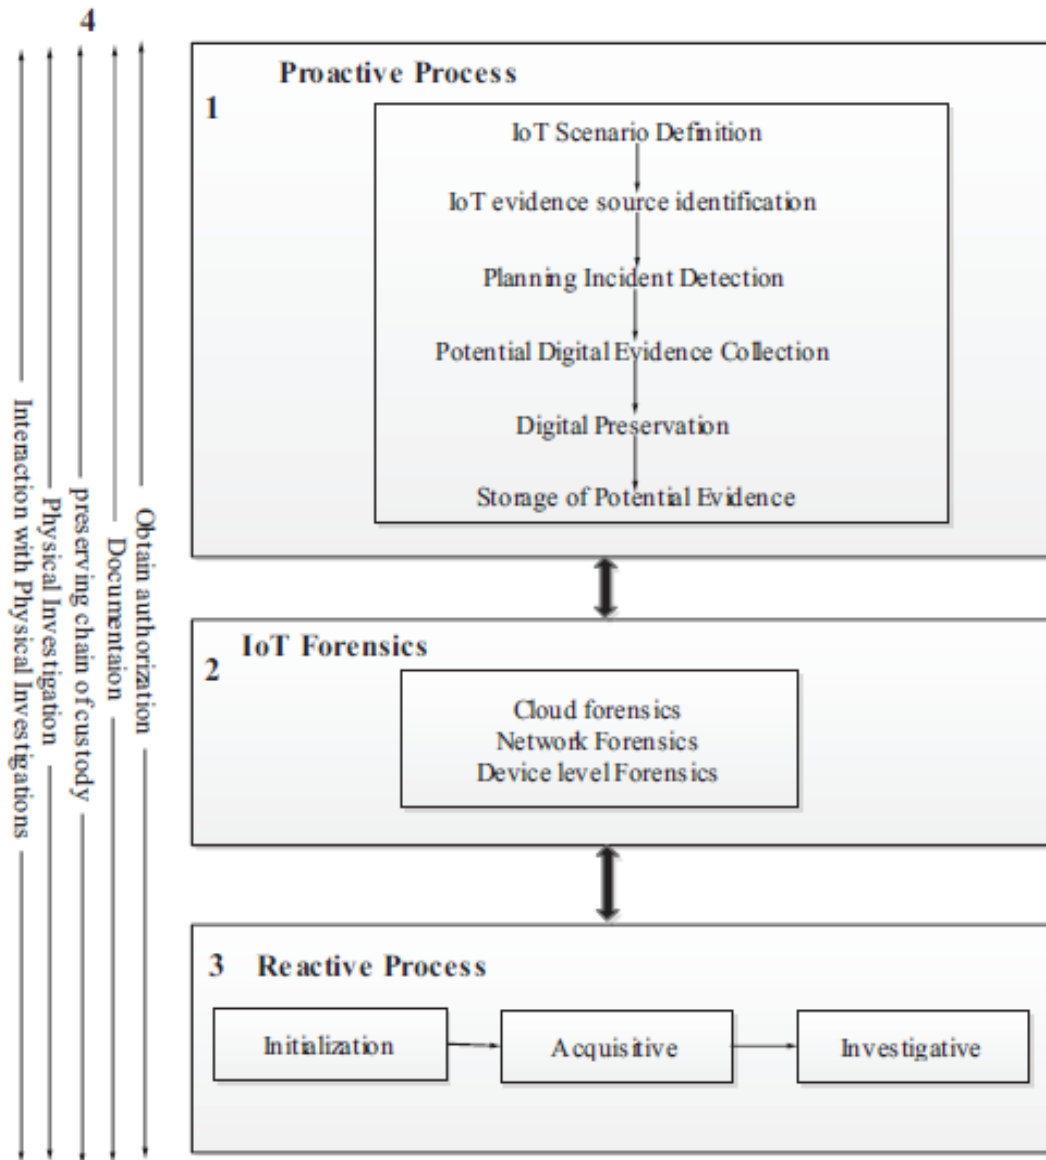 4
Interaction with Physical Investigations
Physical Investigation
preserving chain of custody
Documentaion
Obtain authorization
Proactive Process
1
IoT Scenario Definition
IoT evidence source identification
Planning Incident Detection
Potential Digital Evidence Collection
Digital Preservation
Storage of Potential Evidence
IoT Forensics
2
Cloud forensics
Network Forensics
Device level Forensics
3 Reactive Process
Initialization
Acquisitive
Investigative